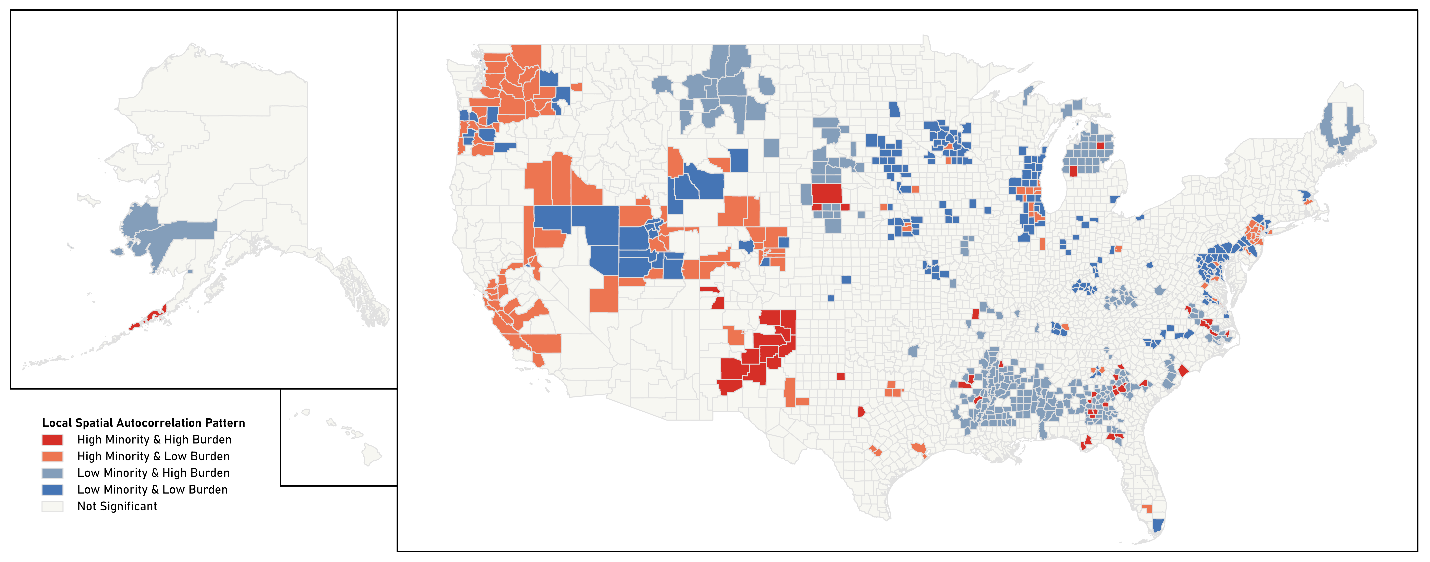 Local Spatial Autocorrelation Pattern
High Minority & High Burden
High Minority & Low Burden
Low Minority & High Burden
Low Minority & Low Burden
Not Significant